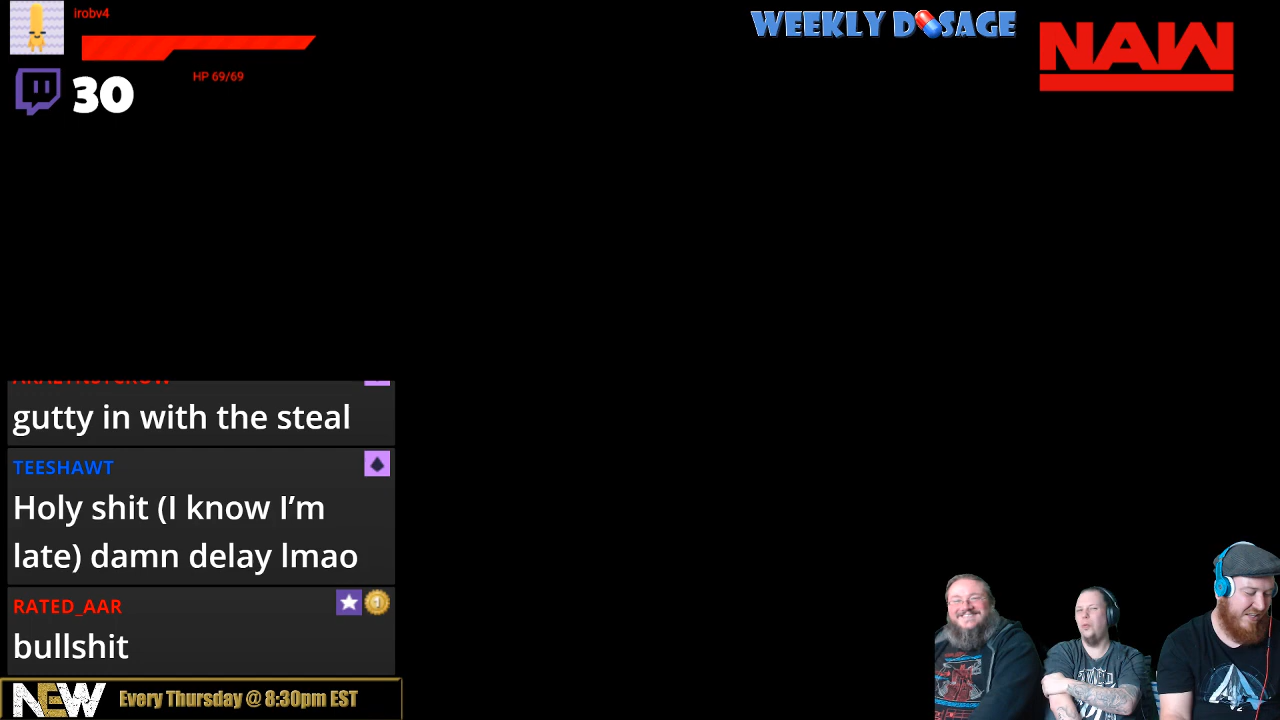 irobv4
HP 69/69
30
WEEKLY DOSAGE
NAW
gutty in with the steal
TEESHAWT
Holy shit (I know I'm
late) damn delay lmao
RATED_AAR
bullshit
NEW Every Thursday @ 8:30pm EST